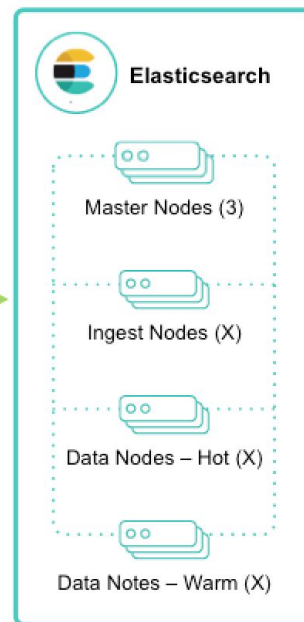 Elasticsearch
Master Nodes (3)
Ingest Nodes (X)
Data Nodes – Hot (X)
Data Notes – Warm (X)